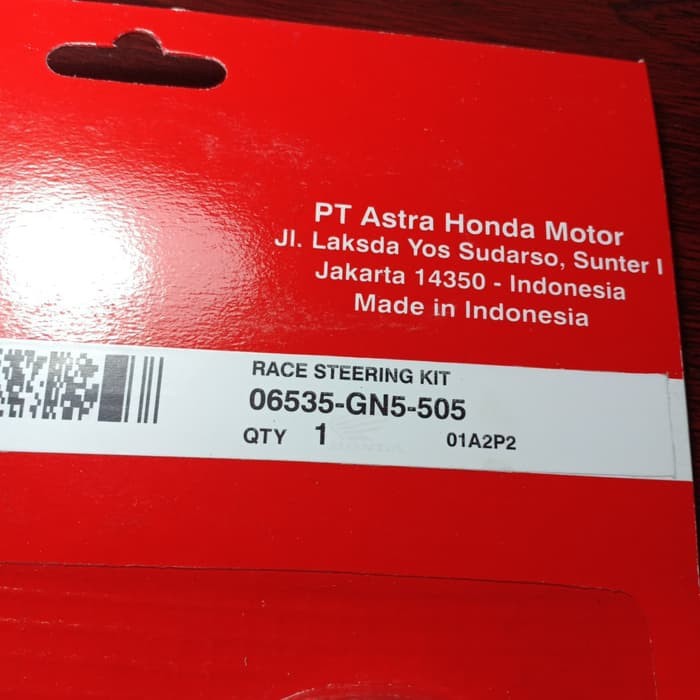 PT Astra Honda Motor
Jl. Laksda Yos Sudarso, Sunter I
Jakarta 14350 - Indonesia
Made in Indonesia
RACE STEERING KIT
06535-GN5-505
QTY 1
01A2P2